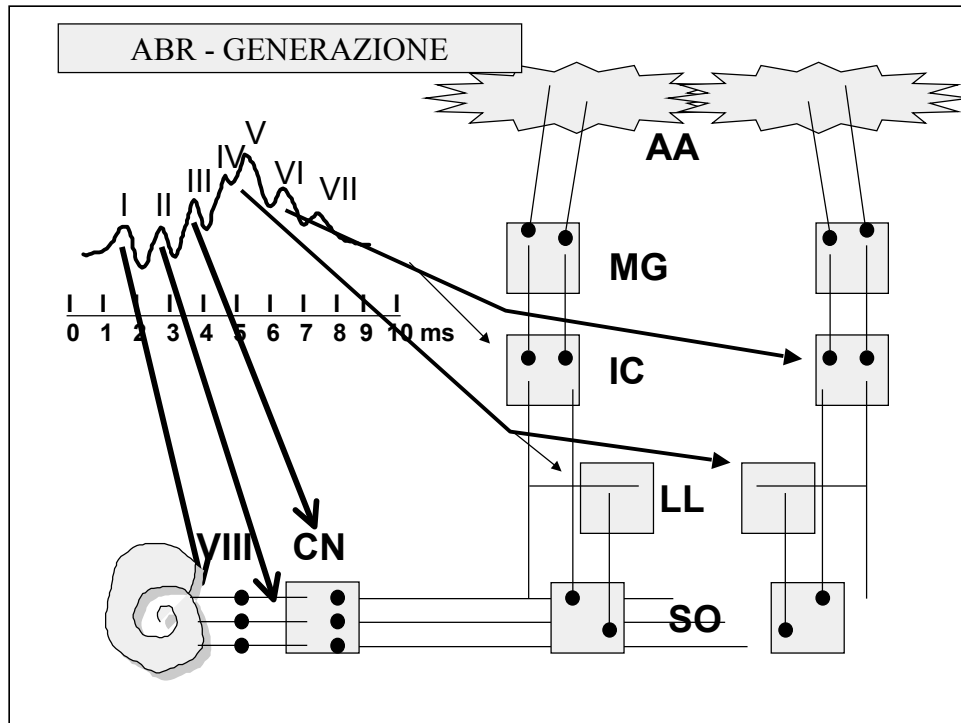 ABR - GENERAZIONE
AA
V
IV
VI
III
VII
I
II
MG
I I I I I I I I I I I
0 1 2 3 4 5 6 7 8 9 10 ms
IC
LL
VIII CN
SO